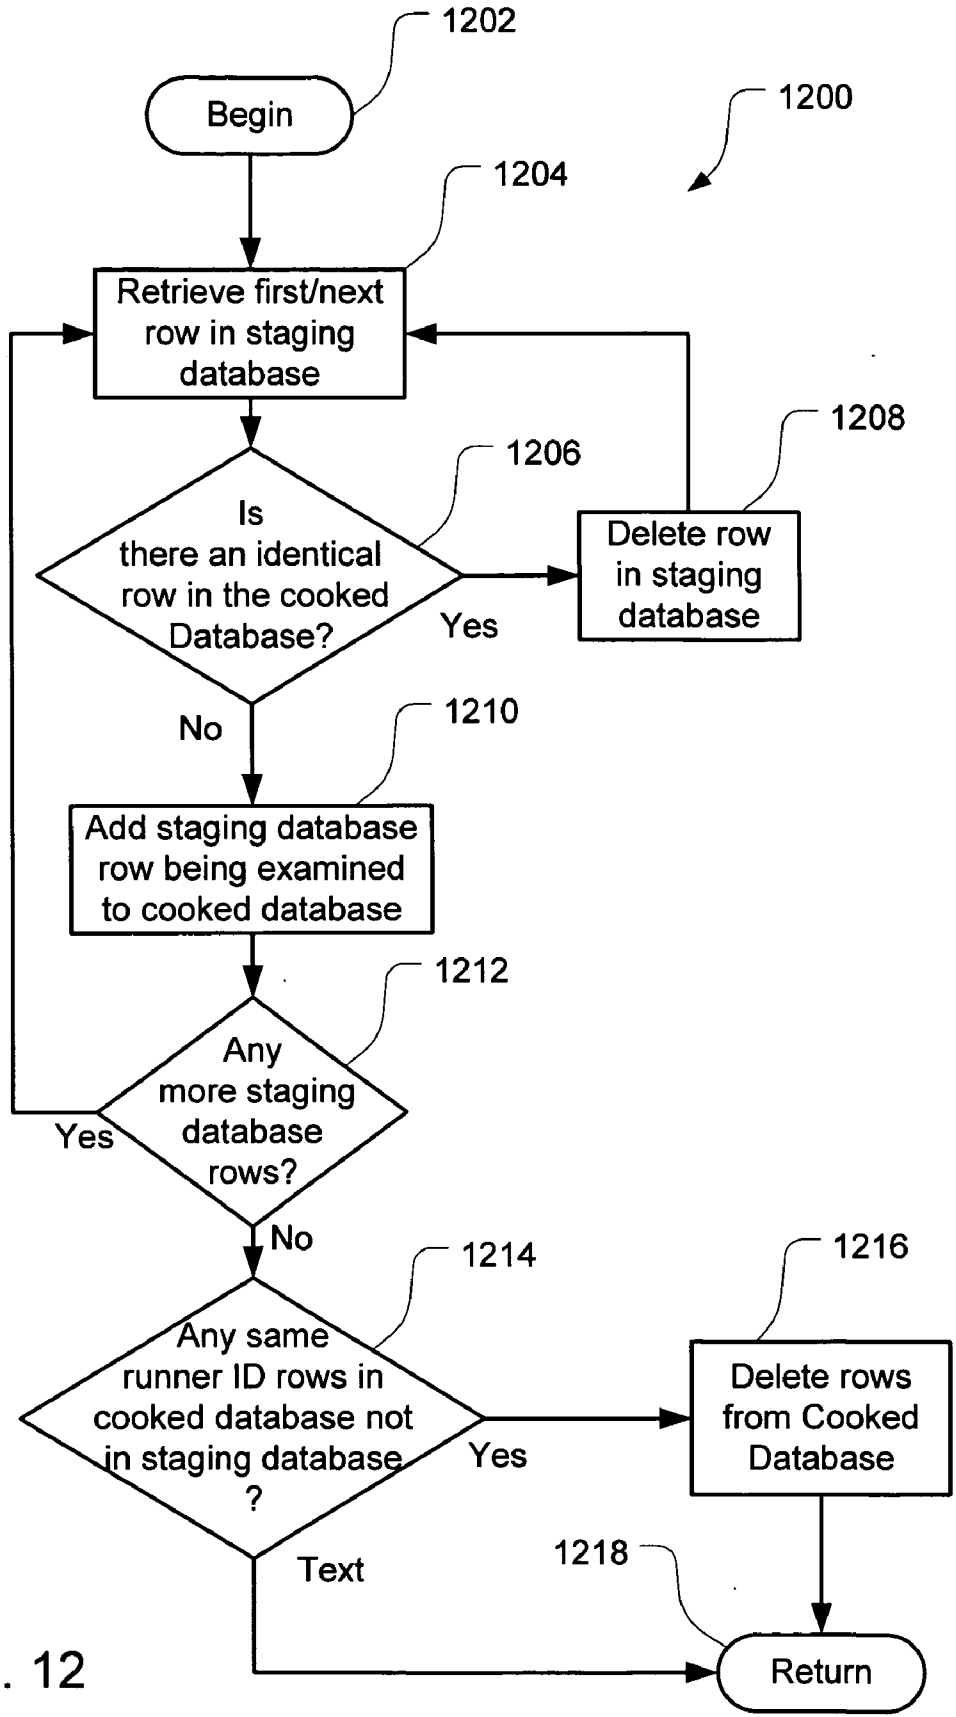 1202
Begin
1200
1204
Retrieve first/next
row in staging
database
1208
1206
Is
there an identical
row in the cooked
Database?
Yes
Delete row
in staging
database
No
1210
Add staging database
row being examined
to cooked database
1212
Any
more staging
database
rows?
Yes
No
1214
Any same
runner ID rows in
cooked database not
in staging database
?
Yes
1216
Delete rows
from Cooked
Database
Text
1218
Return
. 12